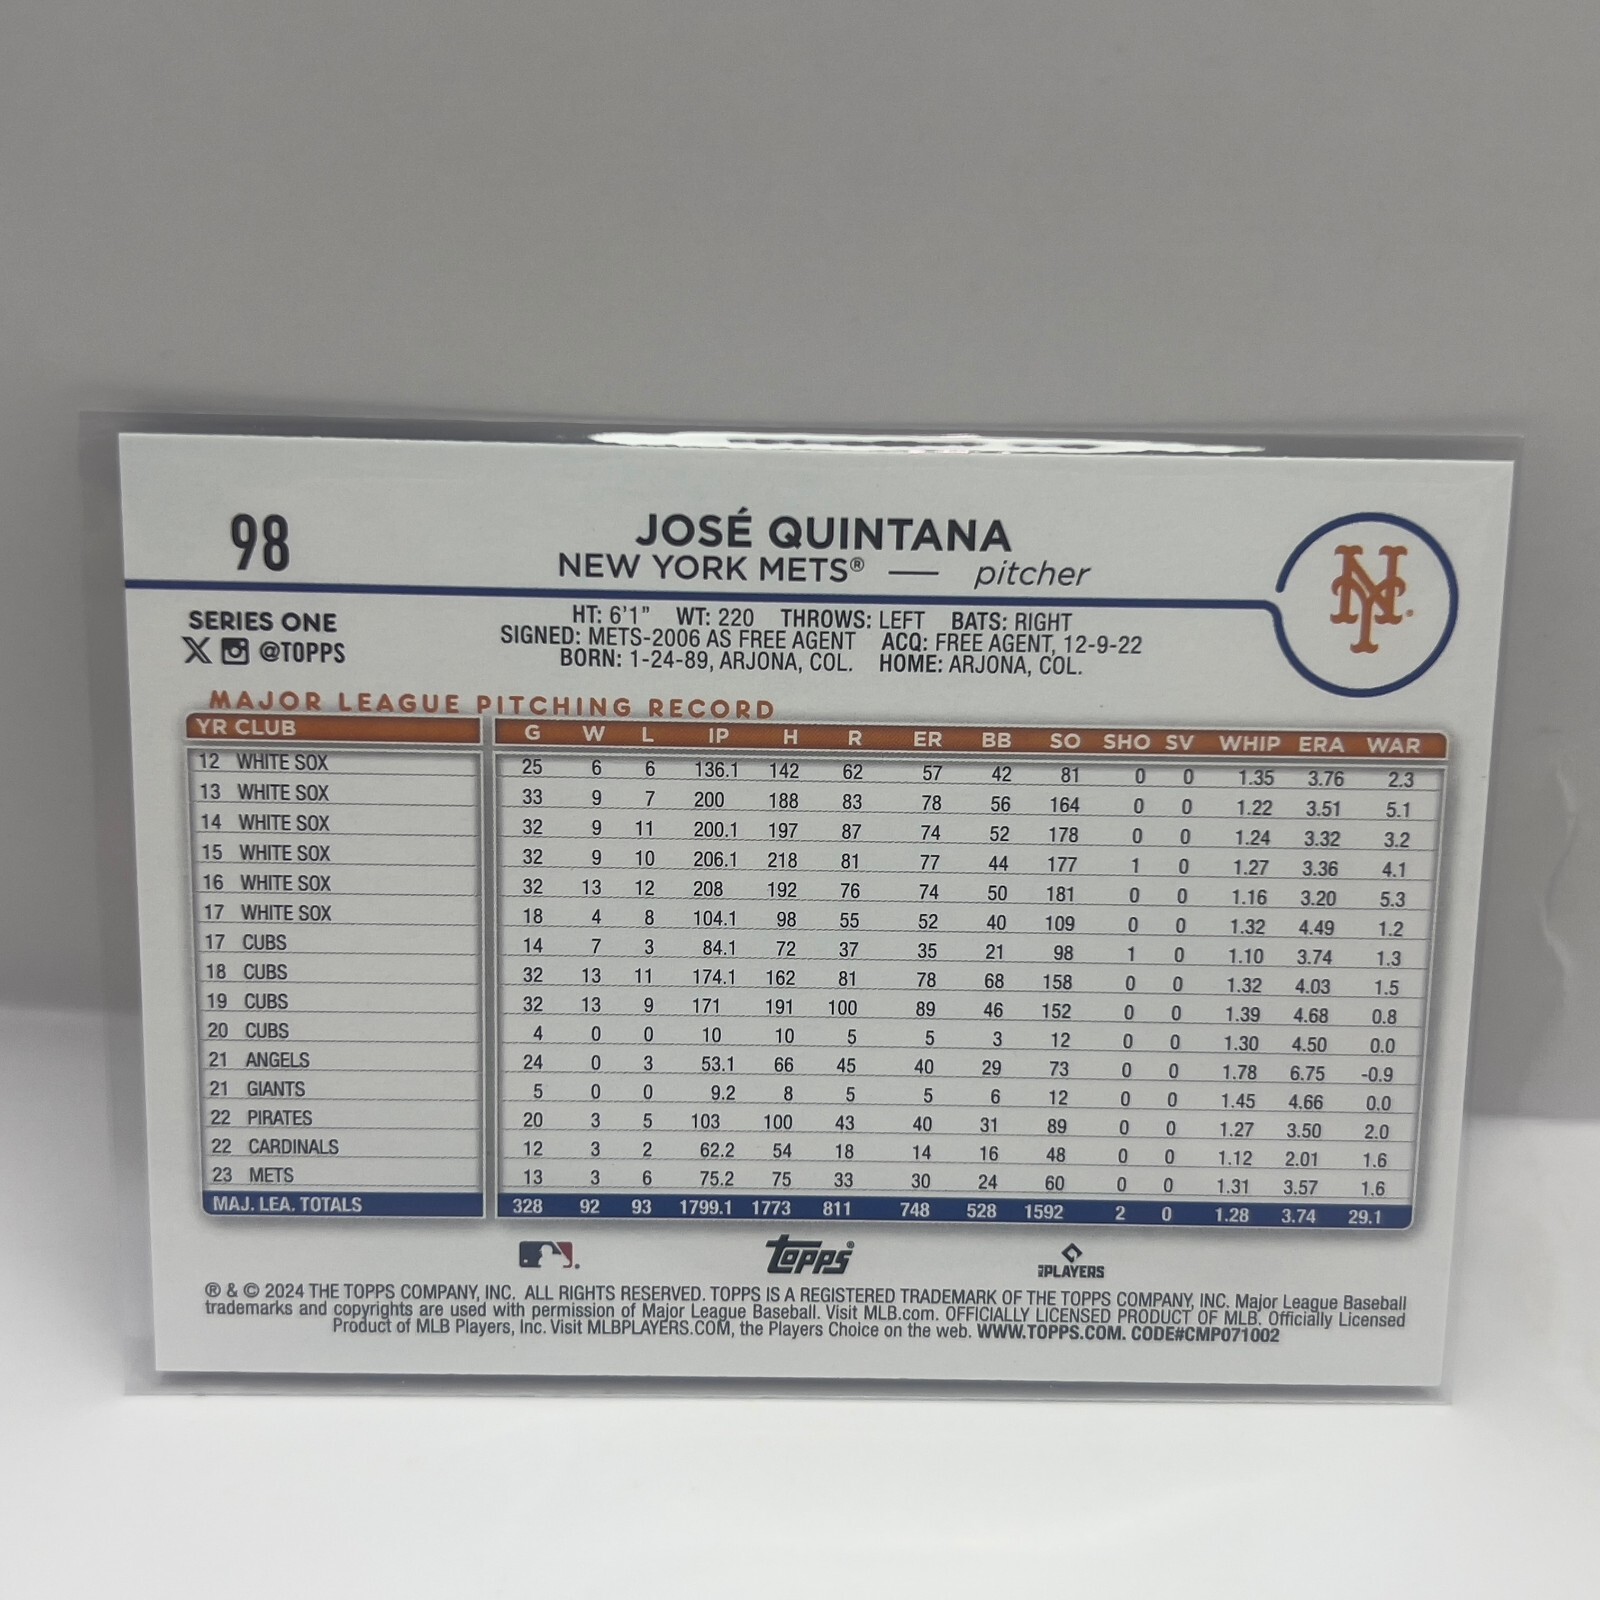 98
JOSÉ QUINTANA
NEW YORK METS® — pitcher
NY
SERIES ONE
X @TOPPS
HT: 6'1" WT: 220 THROWS: LEFT BATS: RIGHT
SIGNED: METS-2006 AS FREE AGENT ACQ: FREE AGENT, 12-9-22
BORN: 1-24-89, ARJONA, COL. HOME: ARJONA, COL.
MAJOR LEAGUE PITCHING RECORD
YR CLUB G W L IP H R ER BB SO SHO SV WHIP ERA WAR
12 WHITE SOX 25 6 6 136.1 142 62 57 42 81 0 0 1.35 3.76 2.3
13 WHITE SOX 33 9 7 200 188 83 78 56 164 0 0 1.22 3.51 5.1
14 WHITE SOX 32 9 11 200.1 197 87 74 52 178 0 0 1.24 3.32 3.2
15 WHITE SOX 32 9 10 206.1 218 81 77 44 177 1 0 1.27 3.36 4.1
16 WHITE SOX 32 13 12 208 192 76 74 50 181 0 0 1.16 3.20 5.3
17 WHITE SOX 18 4 8 104.1 98 55 52 40 109 0 0 1.32 4.49 1.2
17 CUBS 14 7 3 84.1 72 37 35 21 98 1 0 1.10 3.74 1.3
18 CUBS 32 13 11 174.1 162 81 78 68 158 0 0 1.32 4.03 1.5
19 CUBS 32 13 9 171 191 100 89 46 152 0 0 1.39 4.68 0.8
20 CUBS 4 0 0 10 10 5 5 3 12 0 0 1.30 4.50 0.0
21 ANGELS 24 0 3 53.1 66 45 40 29 73 0 0 1.78 6.75 -0.9
21 GIANTS 5 0 0 9.2 8 5 5 6 12 0 0 1.45 4.66 0.0
22 PIRATES 20 3 5 103 100 43 40 31 89 0 0 1.27 3.50 2.0
22 CARDINALS 12 3 2 62.2 54 18 14 16 48 0 0 1.12 2.01 1.6
23 METS 13 3 6 75.2 75 33 30 24 60 0 0 1.31 3.57 1.6
MAJ. LEA. TOTALS 328 92 93 1799.1 1773 811 748 528 1592 2 0 1.28 3.74 29.1
Topps®
PLAYERS
® & © 2024 THE TOPPS COMPANY, INC. ALL RIGHTS RESERVED. TOPPS IS A REGISTERED TRADEMARK OF THE TOPPS COMPANY, INC. Major League Baseball
trademarks and copyrights are used with permission of Major League Baseball. Visit MLB.com. OFFICIALLY LICENSED PRODUCT OF MLB. Officially Licensed
Product of MLB Players, Inc. Visit MLBPLAYERS.COM, the Players Choice on the web. WWW.TOPPS.COM. CODE#CMP071002